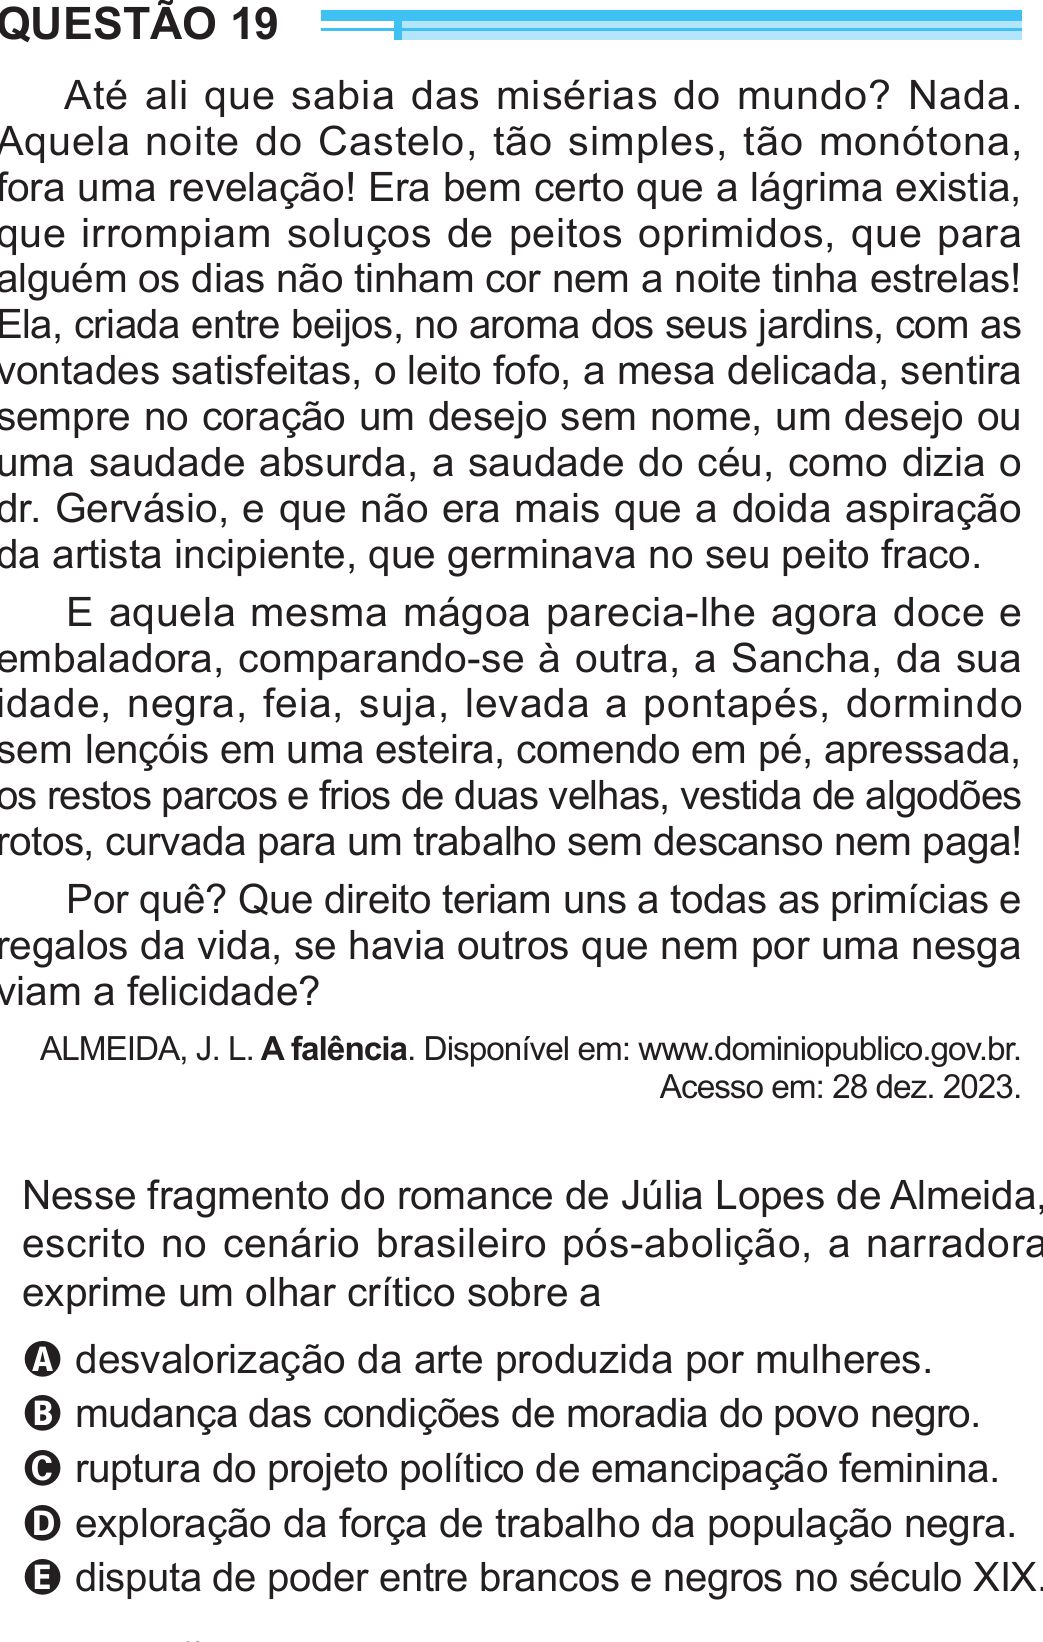 QUESTÃO 19
Até ali que sabia das misérias do mundo? Nada.
Aquela noite do Castelo, tão simples, tão monótona,
fora uma revelação! Era bem certo que a lágrima existia,
que irrompiam soluços de peitos oprimidos, que para
alguém os dias não tinham cor nem a noite tinha estrelas!
Ela, criada entre beijos, no aroma dos seus jardins, com as
vontades satisfeitas, o leito fofo, a mesa delicada, sentira
sempre no coração um desejo sem nome, um desejo ou
uma saudade absurda, a saudade do céu, como dizia o
dr. Gervásio, e que não era mais que a doida aspiração
da artista incipiente, que germinava no seu peito fraco.
E aquela mesma mágoa parecia-lhe agora doce e
embaladora, comparando-se à outra, a Sancha, da sua
idade, negra, feia, suja, levada a pontapés, dormindo
sem lençóis em uma esteira, comendo em pé, apressada,
os restos parcos e frios de duas velhas, vestida de algodões
rotos, curvada para um trabalho sem descanso nem paga!
Por quê? Que direito teriam uns a todas as primícias e
regalos da vida, se havia outros que nem por uma nesga
viam a felicidade?
ALMEIDA, J. L. A falência. Disponível em: www.dominiopublico.gov.br.
Acesso em: 28 dez. 2023.
Nesse fragmento do romance de Júlia Lopes de Almeida,
escrito no cenário brasileiro pós-abolição, a narradora
exprime um olhar crítico sobre a
A desvalorização da arte produzida por mulheres.
B mudança das condições de moradia do povo negro.
C ruptura do projeto político de emancipação feminina.
D exploração da força de trabalho da população negra.
E disputa de poder entre brancos e negros no século XIX.